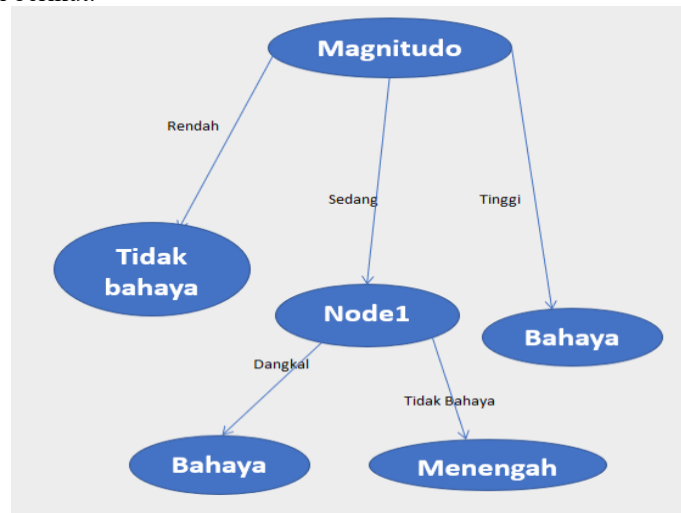 Magnitudo
Rendah
Sedang
Tinggi
Tidak
bahaya
Node1
Bahaya
Dangkal
Tidak Bahaya
Bahaya
Menengah